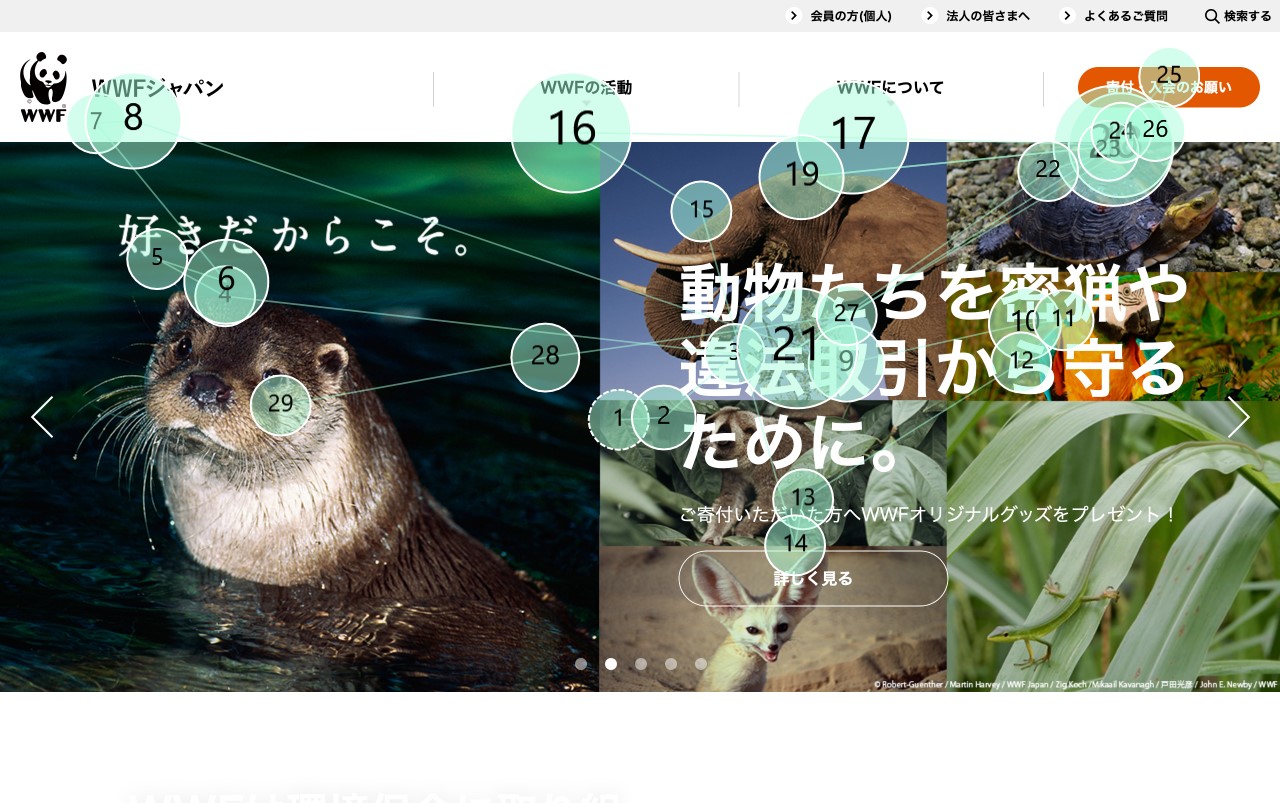 会員の方(個人)
法人の皆さまへ
よくあるご質問
検索する
WWF
WWFジャパン
WWFの活動
WWFについて
寄付・入会のお願い
7
8
16
17
25
24
26
23
22
19
15
5
6
4
28
29
3
21
27
9
10
11
12
1
2
13
14
好きだからこそ。
動物たちを密猟や
違法取引から守る
ために。
ご寄付いただいた方へWWFオリジナルグッズをプレゼント！
詳しく見る
© Robert-Guenther / Martin Harvey / WWF Japan / Zig Koch /Mikaail Kavanagh / 戸田光彦 / John E. Newby / WWF